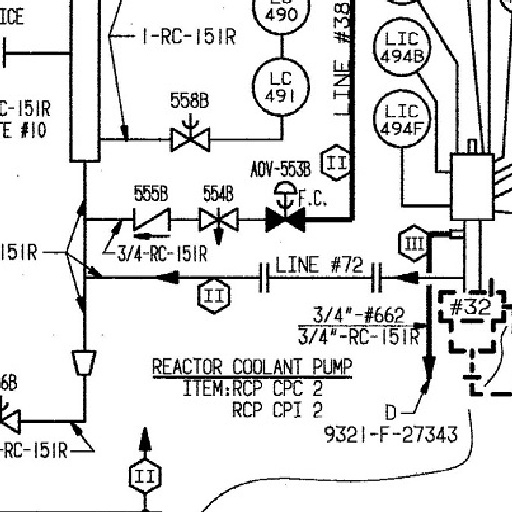 ICE
490
LINE #38
1-RC-151R
LIC
494B
LC
491
558B
C-151R
TE #10
LIC
494F
II
AOV-553B
555B
554B
F.C.
3/4-RC-151R
151R
III
LINE #72
II
#32
3/4"-#662
3/4"-RC-151R
REACTOR COOLANT PUMP
ITEM:RCP CPC 2
RCP CPI 2
6B
D
9321-F-27343
-RC-151R
II